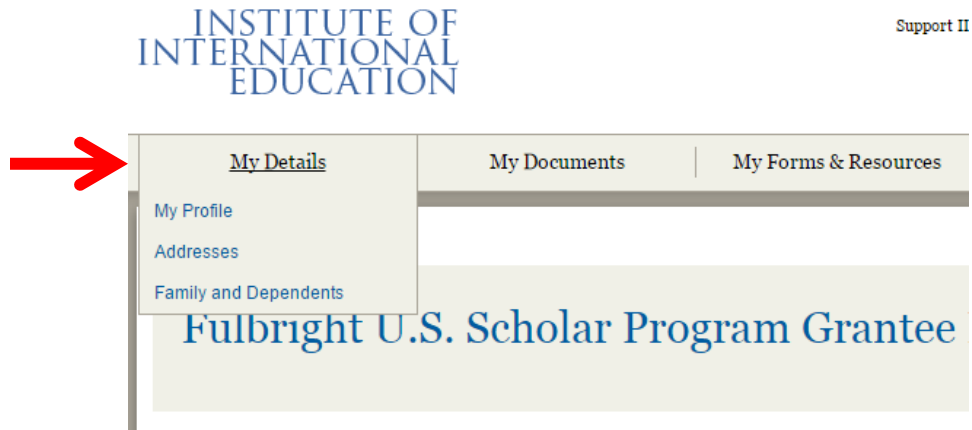 INSTITUTE OF
INTERNATIONAL
EDUCATION
Support II
My Details
My Documents
My Forms & Resources
My Profile
Addresses
Family and Dependents
Fulbright U.S. Scholar Program Grantee